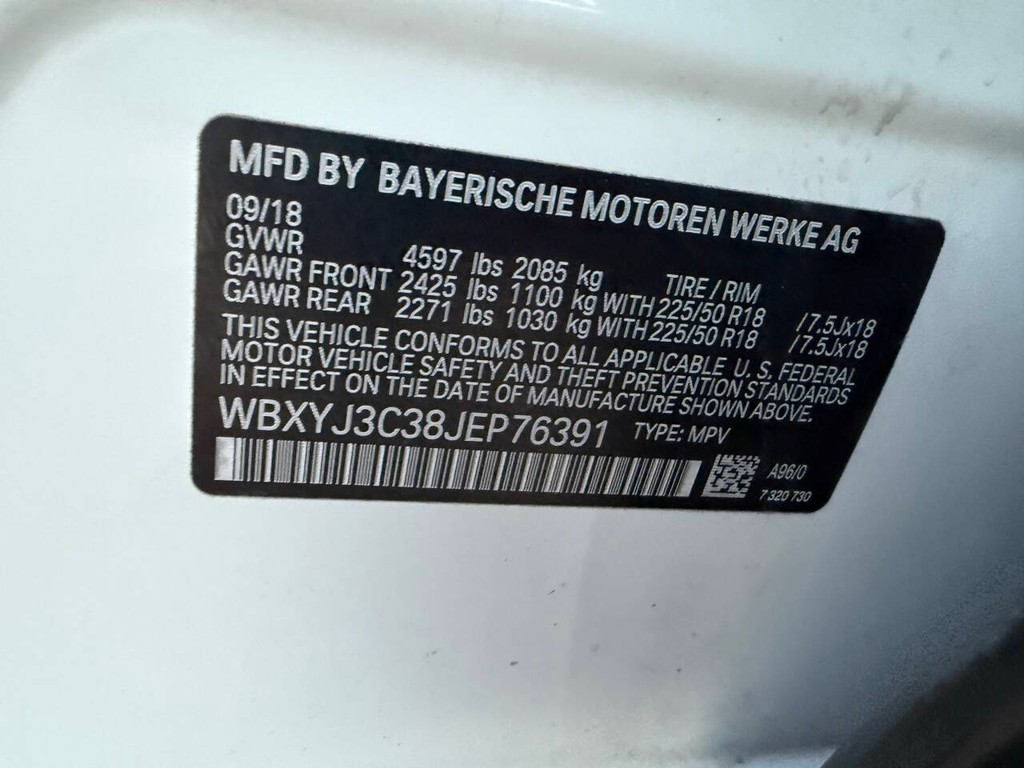 MFD BY BAYERISCHE MOTOREN WERKE AG
09/18
GVWR 4597 lbs 2085 kg TIRE / RIM
GAWR FRONT 2425 lbs 1100 kg WITH 225/50 R18 /7.5Jx18
GAWR REAR 2271 lbs 1030 kg WITH 225/50 R18 /7.5Jx18
THIS VEHICLE CONFORMS TO ALL APPLICABLE U. S. FEDERAL
MOTOR VEHICLE SAFETY AND THEFT PREVENTION STANDARDS
IN EFFECT ON THE DATE OF MANUFACTURE SHOWN ABOVE.
WBXYJ3C38JEP76391 TYPE: MPV
A96/0
7 320 730